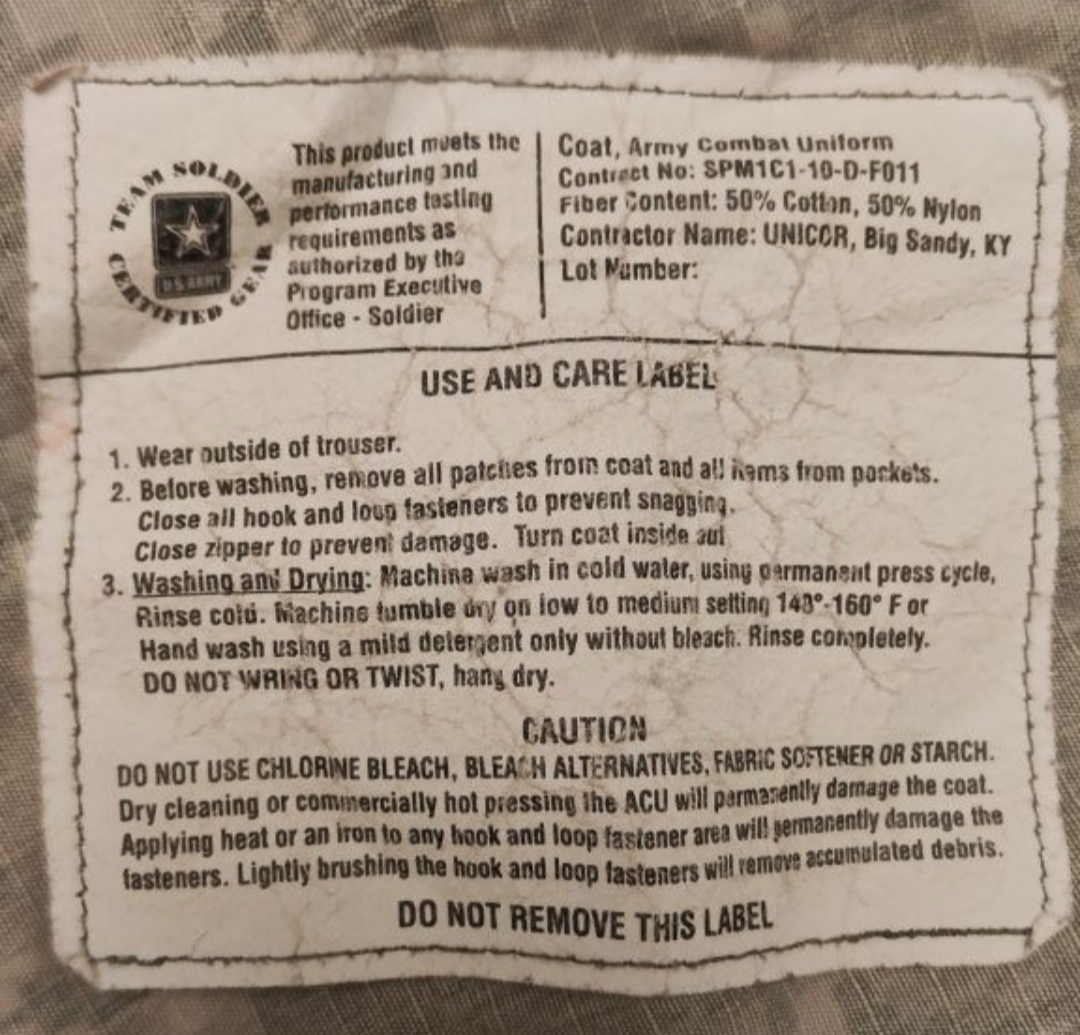 TEAM SOLDIER
CERTIFIED GEAR
U.S. ARMY
This product meets the
manufacturing and
performance testing
requirements as
authorized by the
Program Executive
Office - Soldier
Coat, Army Combat Uniform
Contract No: SPM1C1-10-D-F011
Fiber Content: 50% Cotton, 50% Nylon
Contractor Name: UNICOR, Big Sandy, KY
Lot Number:
USE AND CARE LABEL
1. Wear outside of trouser.
2. Before washing, remove all patches from coat and all items from pockets.
Close all hook and loop fasteners to prevent snagging.
Close zipper to prevent damage. Turn coat inside out
3. Washing and Drying: Machine wash in cold water, using permanent press cycle,
Rinse cold. Machine tumble dry on low to medium setting 140°-160° F or
Hand wash using a mild detergent only without bleach. Rinse completely.
DO NOT WRING OR TWIST, hang dry.
CAUTION
DO NOT USE CHLORINE BLEACH, BLEACH ALTERNATIVES, FABRIC SOFTENER OR STARCH.
Dry cleaning or commercially hot pressing the ACU will permanently damage the coat.
Applying heat or an iron to any hook and loop fastener area will permanently damage the
fasteners. Lightly brushing the hook and loop fasteners will remove accumulated debris.
DO NOT REMOVE THIS LABEL